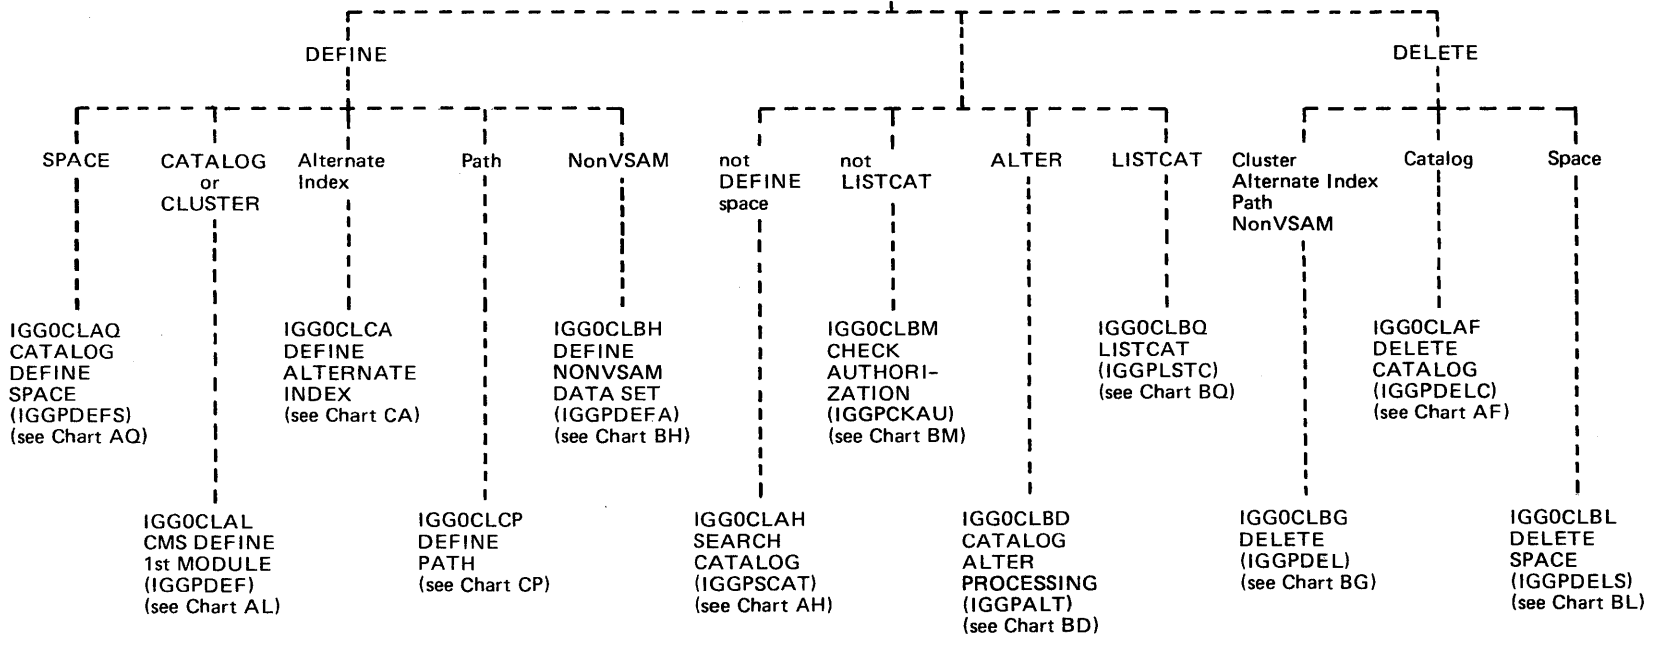 DEFINE
DELETE
SPACE
CATALOG
or
CLUSTER
Alternate
Index
Path
NonVSAM
not
DEFINE
space
not
LISTCAT
ALTER
LISTCAT
Cluster
Alternate Index
Path
NonVSAM
Catalog
Space
IGG0CLAQ
CATALOG
DEFINE
SPACE
(IGGPDEFS)
(see Chart AQ)
IGG0CLCA
DEFINE
ALTERNATE
INDEX
(see Chart CA)
IGG0CLBH
DEFINE
NONVSAM
DATA SET
(IGGPDEFA)
(see Chart BH)
IGG0CLBM
CHECK
AUTHORI-
ZATION
(IGGPCKAU)
(see Chart BM)
IGG0CLBQ
LISTCAT
(IGGPLSTC)
(see Chart BQ)
IGG0CLAF
DELETE
CATALOG
(IGGPDELC)
(see Chart AF)
IGG0CLAL
CMS DEFINE
1st MODULE
(IGGPDEF)
(see Chart AL)
IGG0CLCP
DEFINE
PATH
(see Chart CP)
IGG0CLAH
SEARCH
CATALOG
(IGGPSCAT)
(see Chart AH)
IGG0CLBD
CATALOG
ALTER
PROCESSING
(IGGPALT)
(see Chart BD)
IGG0CLBG
DELETE
(IGGPDEL)
(see Chart BG)
IGG0CLBL
DELETE
SPACE
(IGGPDELS)
(see Chart BL)